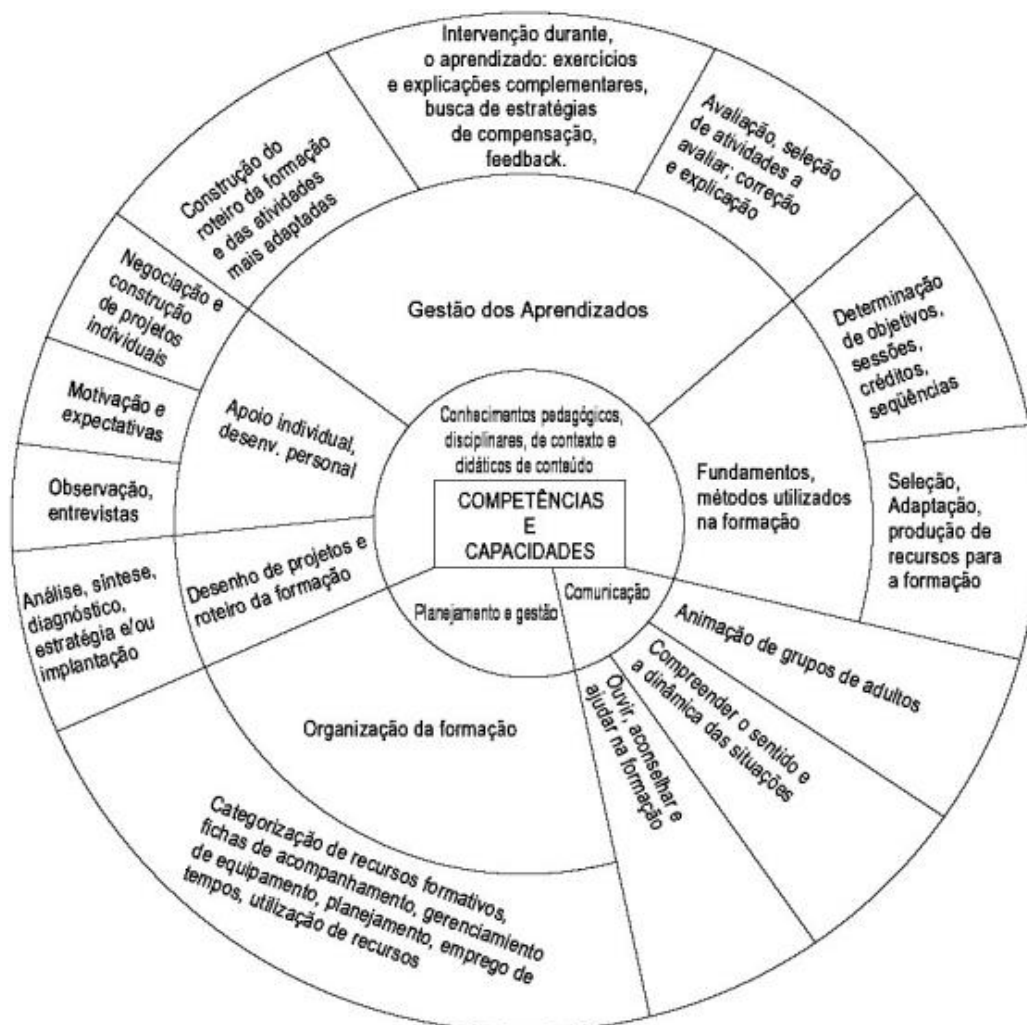 Intervenção durante,
o aprendizado: exercícios
e explicações complementares,
busca de estratégias
de compensação,
feedback.
Avaliação, seleção
de atividades a
avaliar; correção
e explicação
Construção do
roteiro da formação
e das atividades
mais adaptadas
Negociação e
construção
de projetos
individuais
Motivação e
expectativas
Observação,
entrevistas
Análise, síntese,
diagnóstico,
estratégia e/ou
implantação
Determinação
de objetivos,
sessões,
créditos,
seqüências
Seleção,
Adaptação,
produção de
recursos para
a formação
Gestão dos Aprendizados
Apoio individual,
desenv. personal
Desenho de projetos e
roteiro da formação
Fundamentos,
métodos utilizados
na formação
Conhecimentos pedagógicos,
disciplinares, de contexto e
didáticos de conteúdo
COMPETÊNCIAS
E
CAPACIDADES
Planejamento e gestão
Comunicação
Animação de grupos de adultos
Compreender o sentido e
a dinâmica das situações
Ouvir, aconselhar e
ajudar na formação
Organização da formação
Categorização de recursos formativos,
fichas de acompanhamento, gerenciamiento
de equipamento, planejamento, emprego de
tempos, utilização de recursos